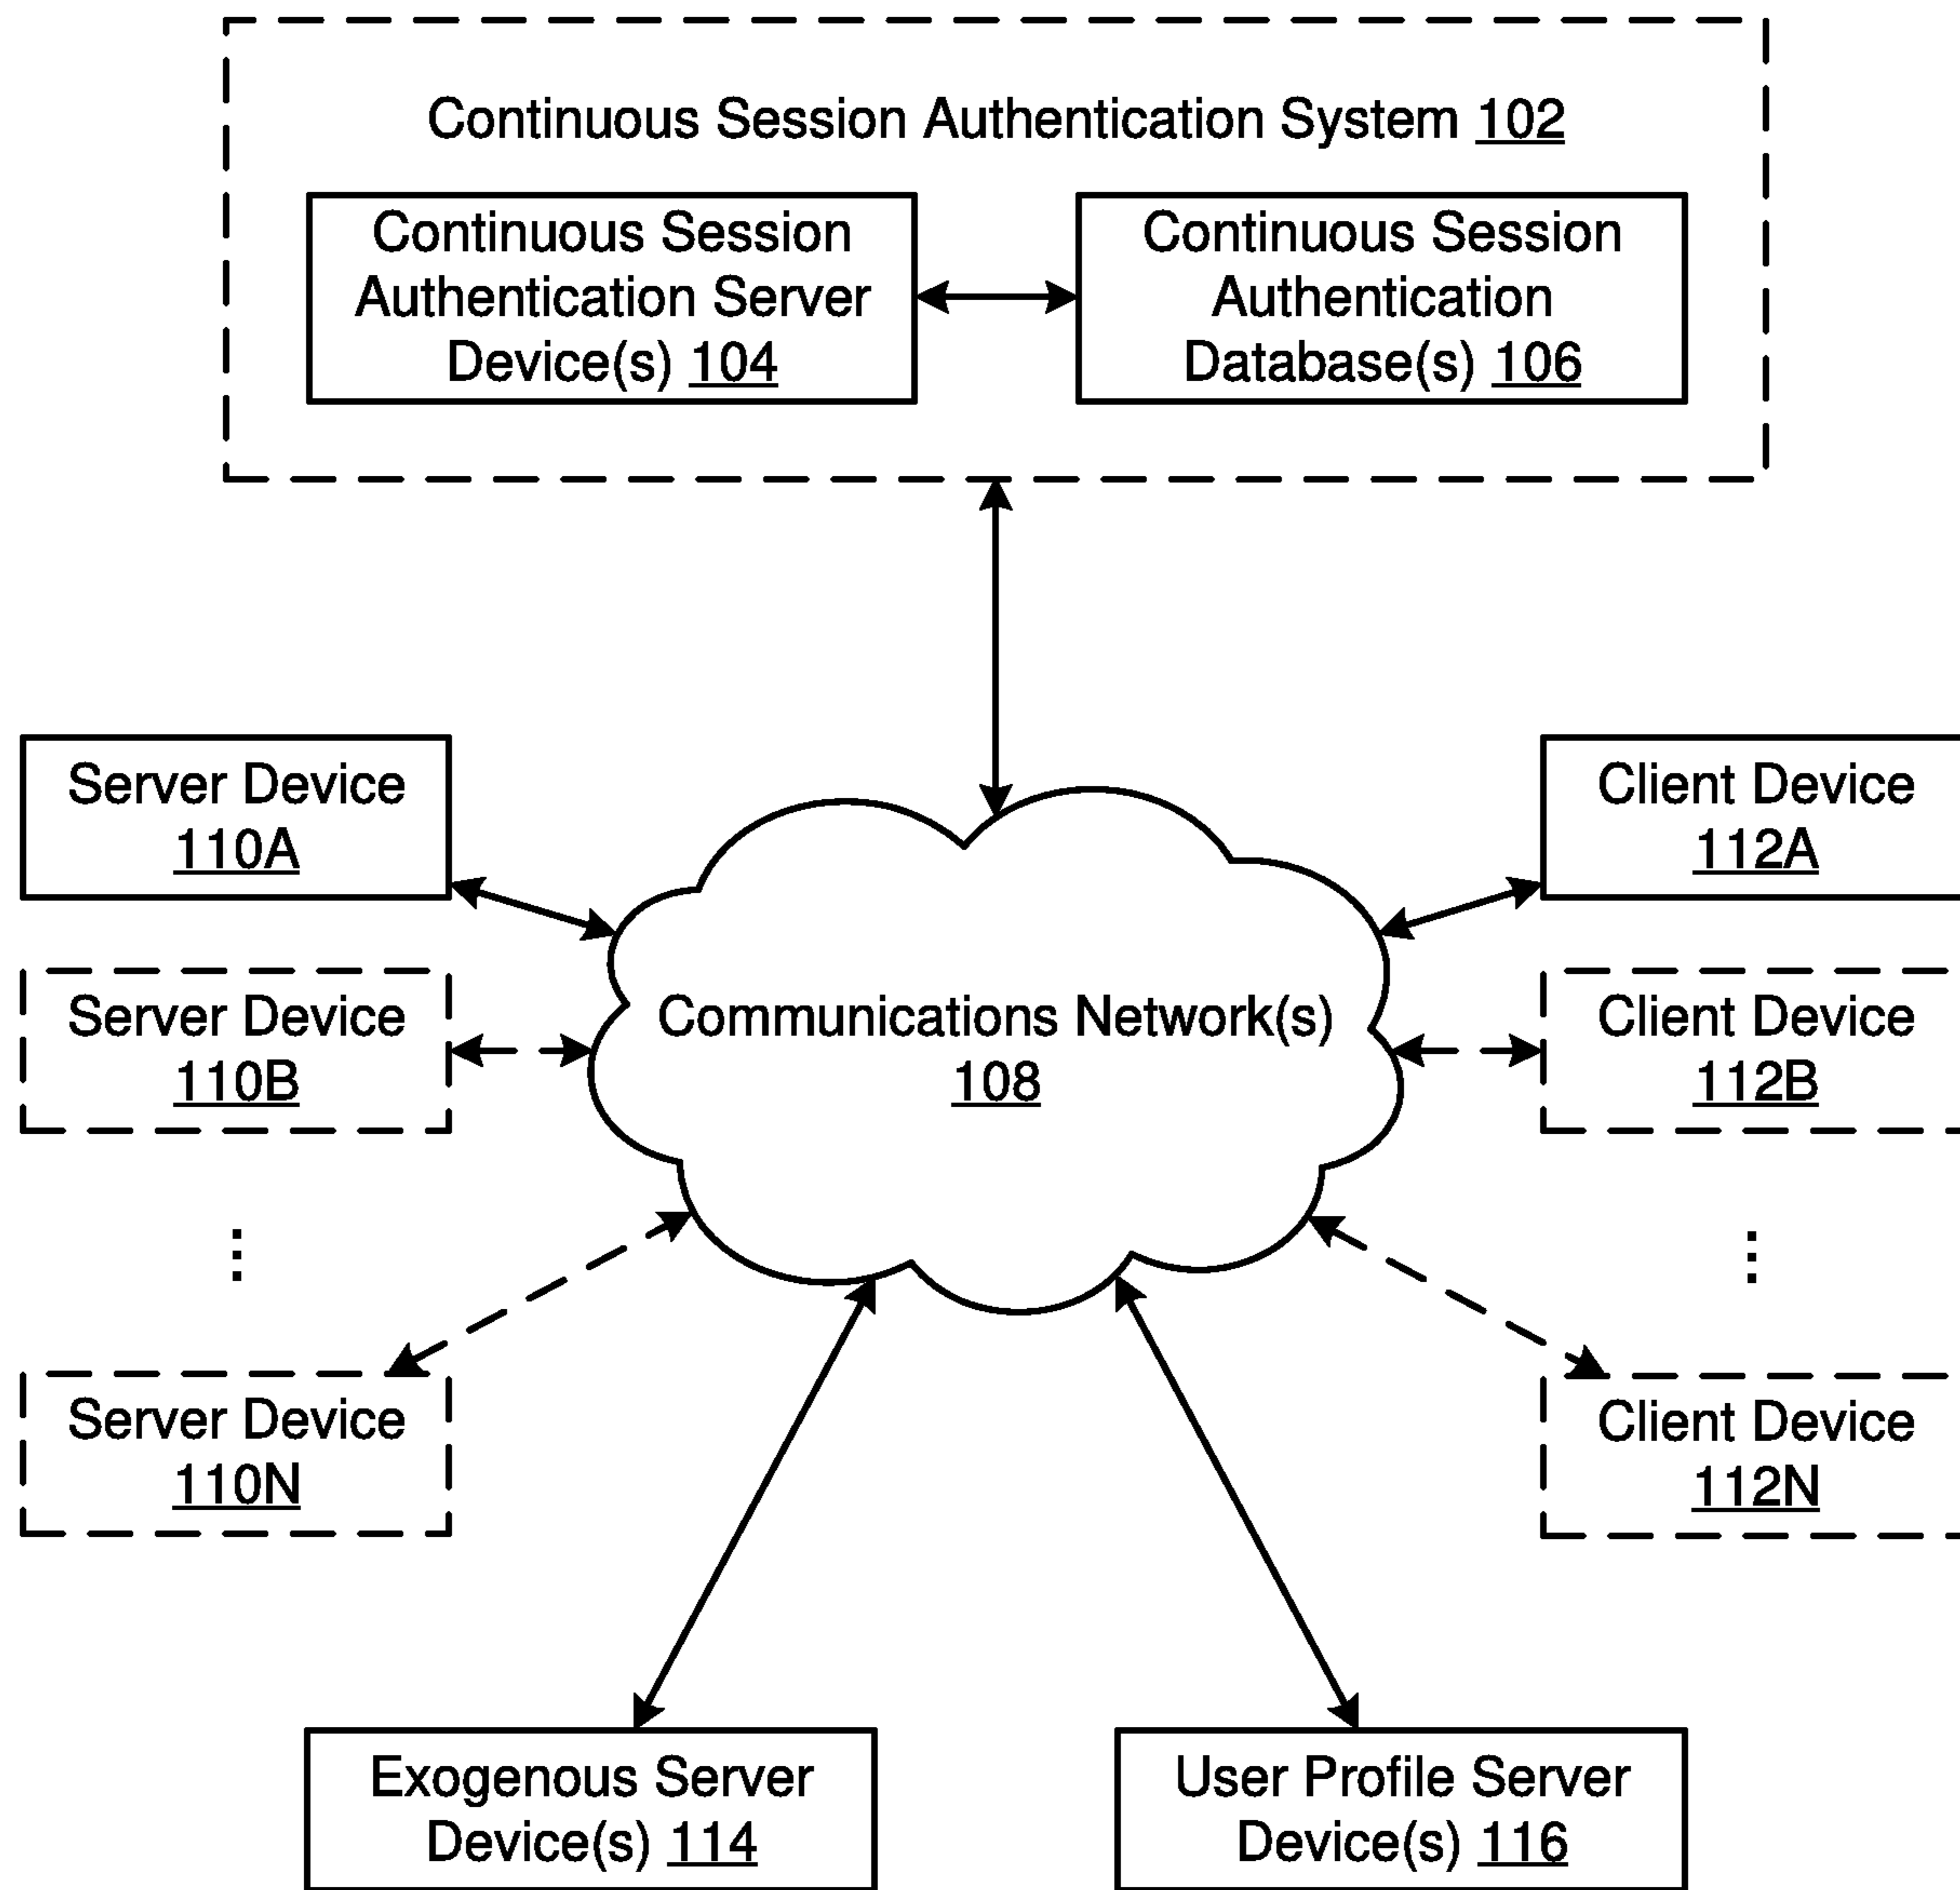 Continuous Session Authentication System 102
Continuous Session
Authentication Server
Device(s) 104
Continuous Session
Authentication
Database(s) 106
Server Device
110A
Client Device
112A
Server Device
110B
Communications Network(s)
108
Client Device
112B
Server Device
110N
Client Device
112N
Exogenous Server
Device(s) 114
User Profile Server
Device(s) 116